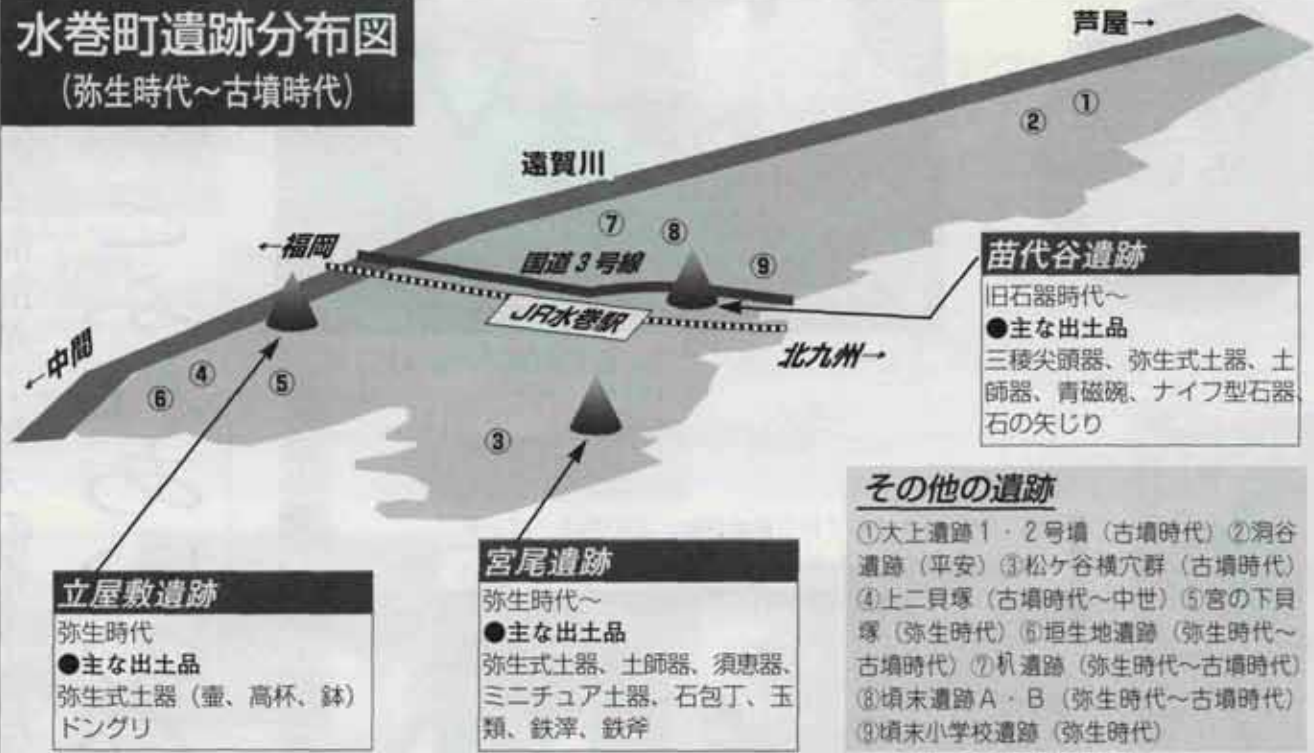 水巻町遺跡分布図
(弥生時代～古墳時代)
芦屋→
①
②
遠賀川
⑦
⑧
←福岡
国道3号線
⑨
JR水巻駅
←中間
北九州→
④
⑥
⑤
③
苗代谷遺跡
旧石器時代～
●主な出土品
三稜尖頭器、弥生式土器、土
師器、青磁碗、ナイフ型石器、
石の矢じり
立屋敷遺跡
弥生時代
●主な出土品
弥生式土器（壷、高杯、鉢）
ドングリ
宮尾遺跡
弥生時代～
●主な出土品
弥生式土器、土師器、須恵器、
ミニチュア土器、石包丁、玉
類、鉄滓、鉄斧
その他の遺跡
①大上遺跡1・2号墳（古墳時代）②洞谷
遺跡（平安）③松ケ谷横穴群（古墳時代）
④上二貝塚（古墳時代～中世）⑤宮の下貝
塚（弥生時代）⑥垣生地遺跡（弥生時代～
古墳時代）⑦机遺跡（弥生時代～古墳時代）
⑧頃末遺跡A・B（弥生時代～古墳時代）
⑨頃末小学校遺跡（弥生時代）